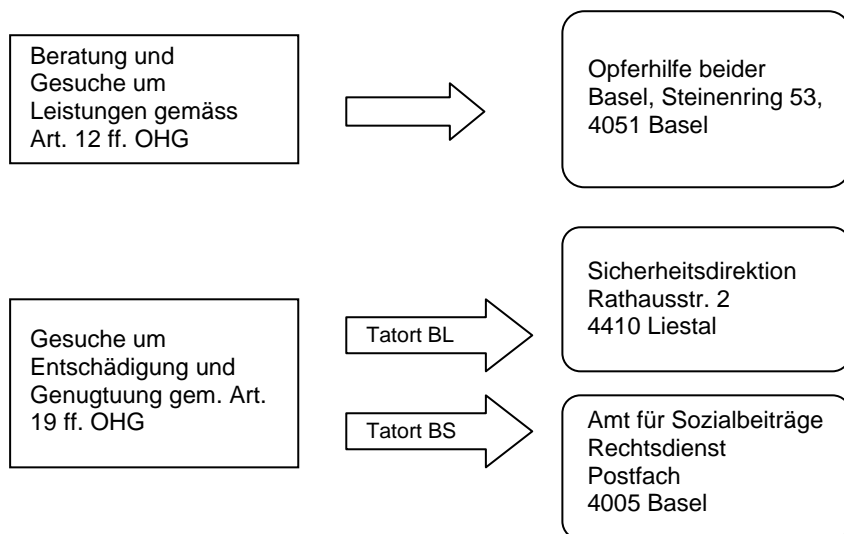 Beratung und
Gesuche um
Leistungen gemäss
Art. 12 ff. OHG
Opferhilfe beider
Basel, Steinenring 53,
4051 Basel
Gesuche um
Entschädigung und
Genugtuung gem. Art.
19 ff. OHG
Tatort BL
Sicherheitsdirektion
Rathausstr. 2
4410 Liestal
Tatort BS
Amt für Sozialbeiträge
Rechtsdienst
Postfach
4005 Basel